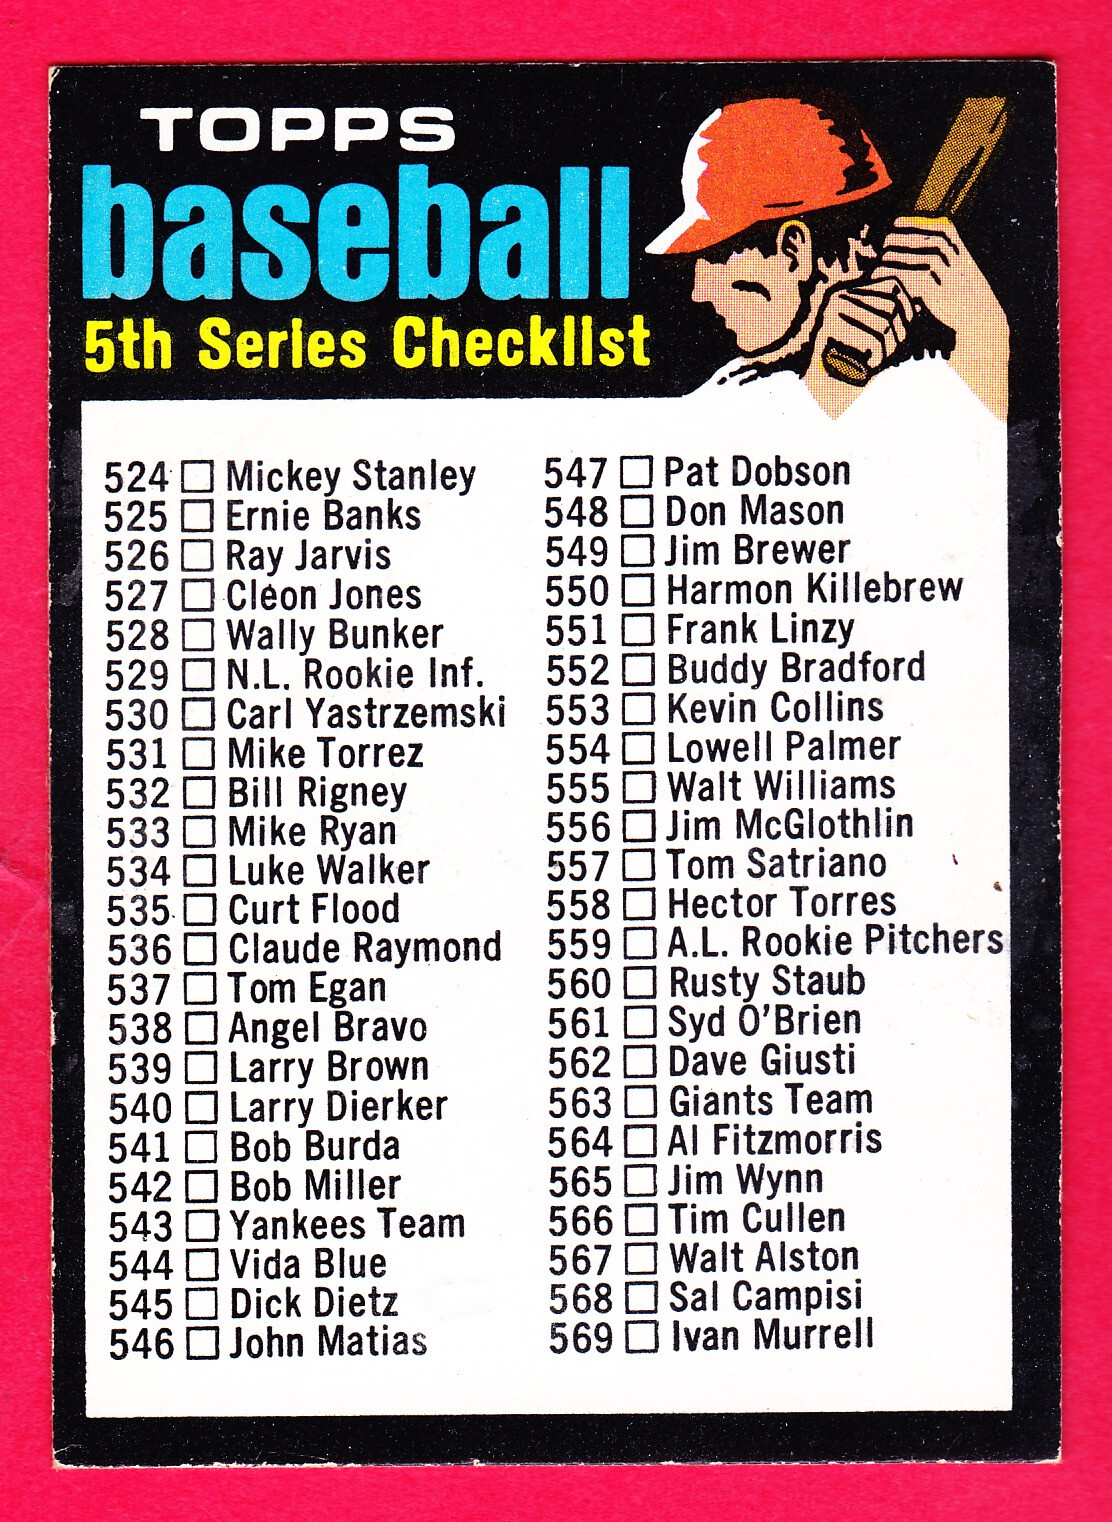 TOPPS
baseball
5th Series Checklist
524 Mickey Stanley
525 Ernie Banks
526 Ray Jarvis
527 Cleon Jones
528 Wally Bunker
529 N.L. Rookie Inf.
530 Carl Yastrzemski
531 Mike Torrez
532 Bill Rigney
533 Mike Ryan
534 Luke Walker
535 Curt Flood
536 Claude Raymond
537 Tom Egan
538 Angel Bravo
539 Larry Brown
540 Larry Dierker
541 Bob Burda
542 Bob Miller
543 Yankees Team
544 Vida Blue
545 Dick Dietz
546 John Matias
547 Pat Dobson
548 Don Mason
549 Jim Brewer
550 Harmon Killebrew
551 Frank Linzy
552 Buddy Bradford
553 Kevin Collins
554 Lowell Palmer
555 Walt Williams
556 Jim McGlothlin
557 Tom Satriano
558 Hector Torres
559 A.L. Rookie Pitchers
560 Rusty Staub
561 Syd O'Brien
562 Dave Giusti
563 Giants Team
564 Al Fitzmorris
565 Jim Wynn
566 Tim Cullen
567 Walt Alston
568 Sal Campisi
569 Ivan Murrell